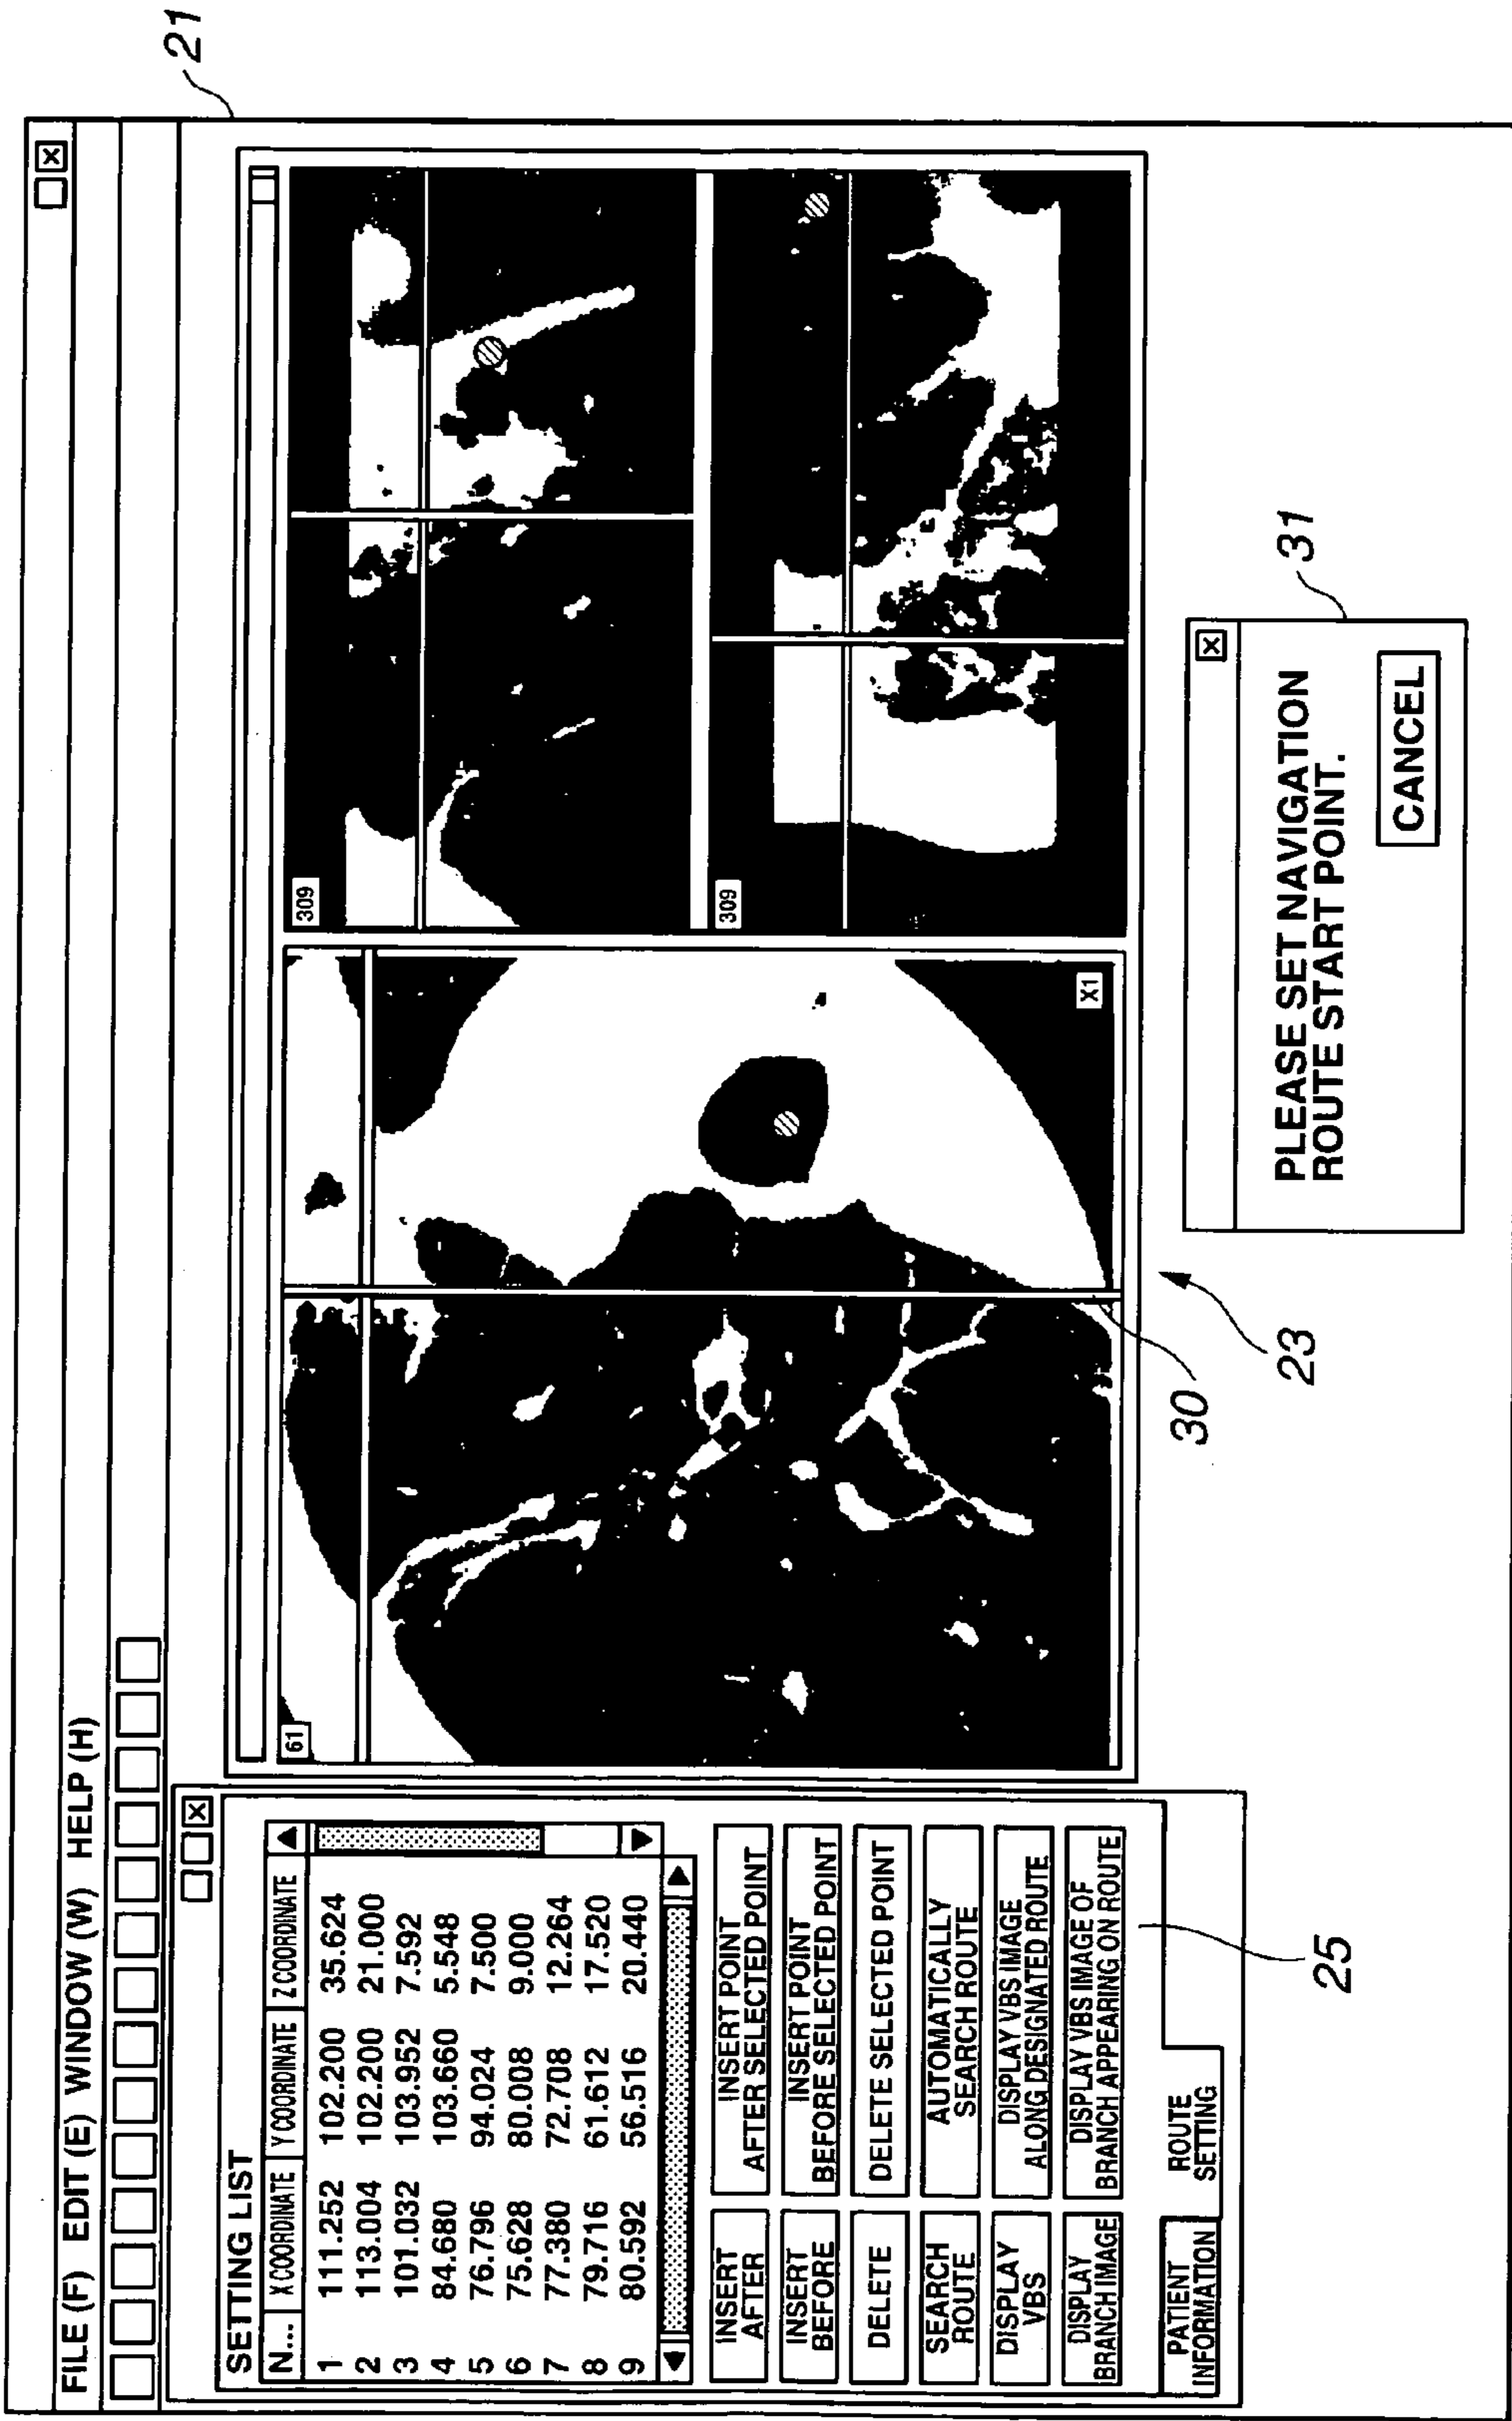 21
FILE (F) EDIT (E) WINDOW (W) HELP (H)
SETTING LIST
N... X COORDINATE Y COORDINATE Z COORDINATE
1 111.252 102.200 35.624
2 113.004 102.200 21.000
3 101.032 103.952 7.592
4 84.680 103.660 5.548
5 76.796 94.024 7.500
6 75.628 80.008 9.000
7 77.380 72.708 12.264
8 79.716 61.612 17.520
9 80.592 56.516 20.440
INSERT
AFTER
INSERT POINT
AFTER SELECTED POINT
INSERT
BEFORE
INSERT POINT
BEFORE SELECTED POINT
DELETE
DELETE SELECTED POINT
SEARCH
ROUTE
AUTOMATICALLY
SEARCH ROUTE
DISPLAY
VBS
DISPLAY VBS IMAGE
ALONG DESIGNATED ROUTE
DISPLAY
BRANCH IMAGE
DISPLAY VBS IMAGE OF
BRANCH APPEARING ON ROUTE
PATIENT
INFORMATION
ROUTE
SETTING
25
61
X1
309
309
30
23
31
PLEASE SET NAVIGATION
ROUTE START POINT.
CANCEL